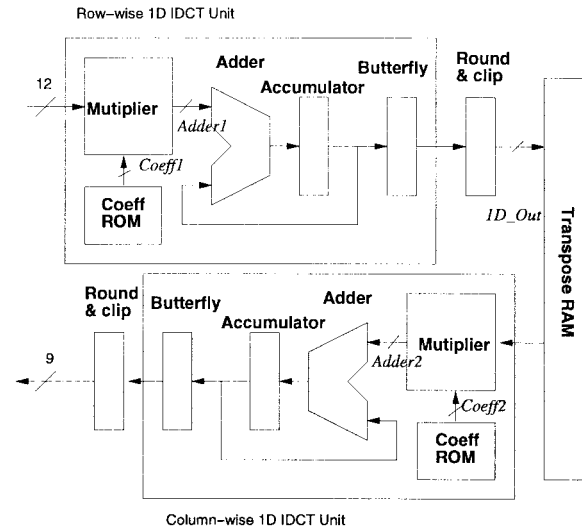 Row-wise 1D IDCT Unit
12
Mutiplier
Adder
Adder1
Accumulator
Butterfly
Round
& clip
Coeff1
Coeff
ROM
1D_Out
Transpose RAM
Round
& clip
Butterfly
Accumulator
Adder
Adder2
Mutiplier
9
Coeff2
Coeff
ROM
Column-wise 1D IDCT Unit